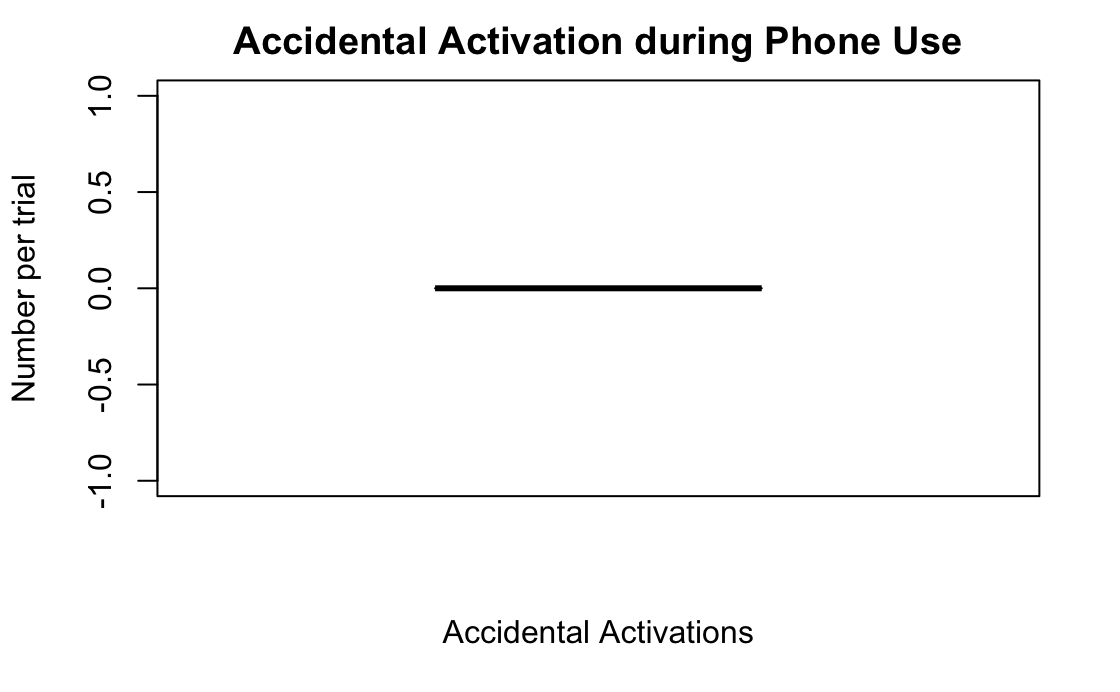 Accidental Activation during Phone Use
Number per trial
1.0
0.5
0.0
-0.5
-1.0
Accidental Activations